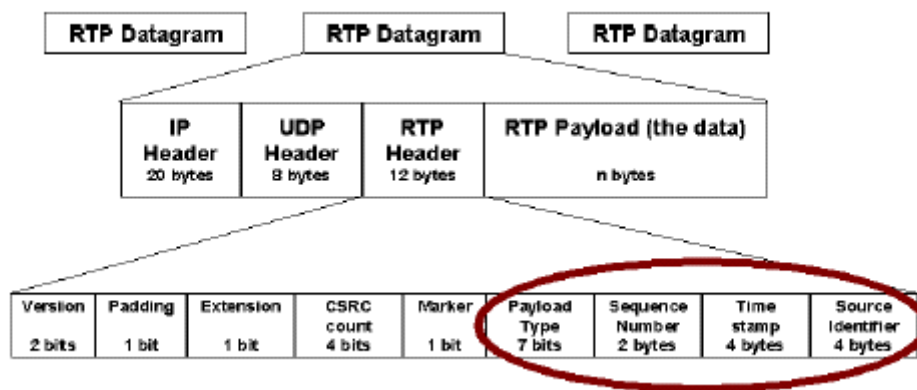 RTP Datagram RTP Datagram RTP Datagram
IP Header 20 bytes
UDP Header 8 bytes
RTP Header 12 bytes
RTP Payload (the data) n bytes
Version 2 bits
Padding 1 bit
Extension 1 bit
CSRC count 4 bits
Marker 1 bit
Payload Type 7 bits
Sequence Number 2 bytes
Time stamp 4 bytes
Source Identifier 4 bytes